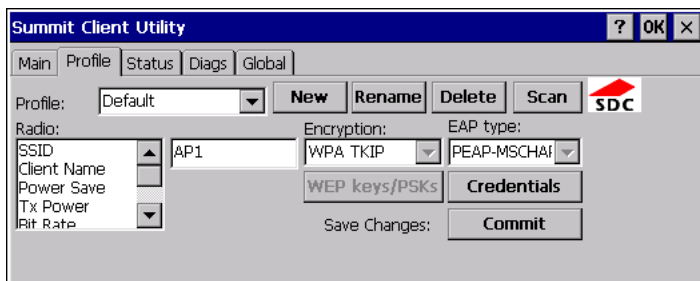 Summit Client Utility ? OK ×
Main Profile Status Diags Global
Profile: Default New Rename Delete Scan SDC
Radio: Encryption: EAP type:
SSID AP1 WPA TKIP PEAP-MSCHAP
Client Name
Power Save WEP keys/PSKs Credentials
Tx Power
Bit Rate Save Changes: Commit